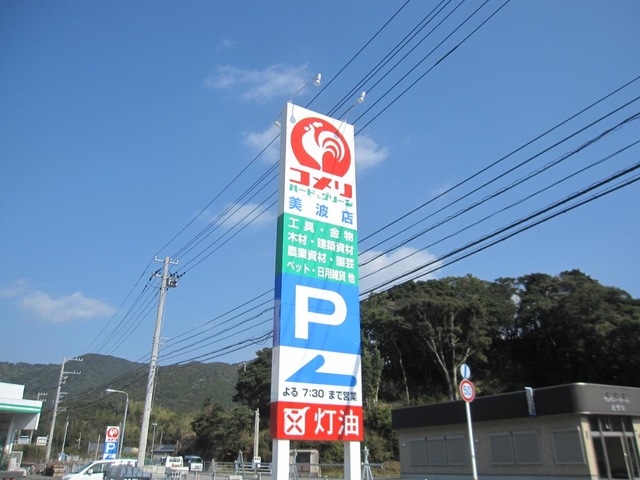 コメリ
ハード&グリーン
美波店
工具・金物
木材・建築資材
農業資材・園芸
ペット・日用雑貨 他
P
よる 7:30 まで営業
灯油
P